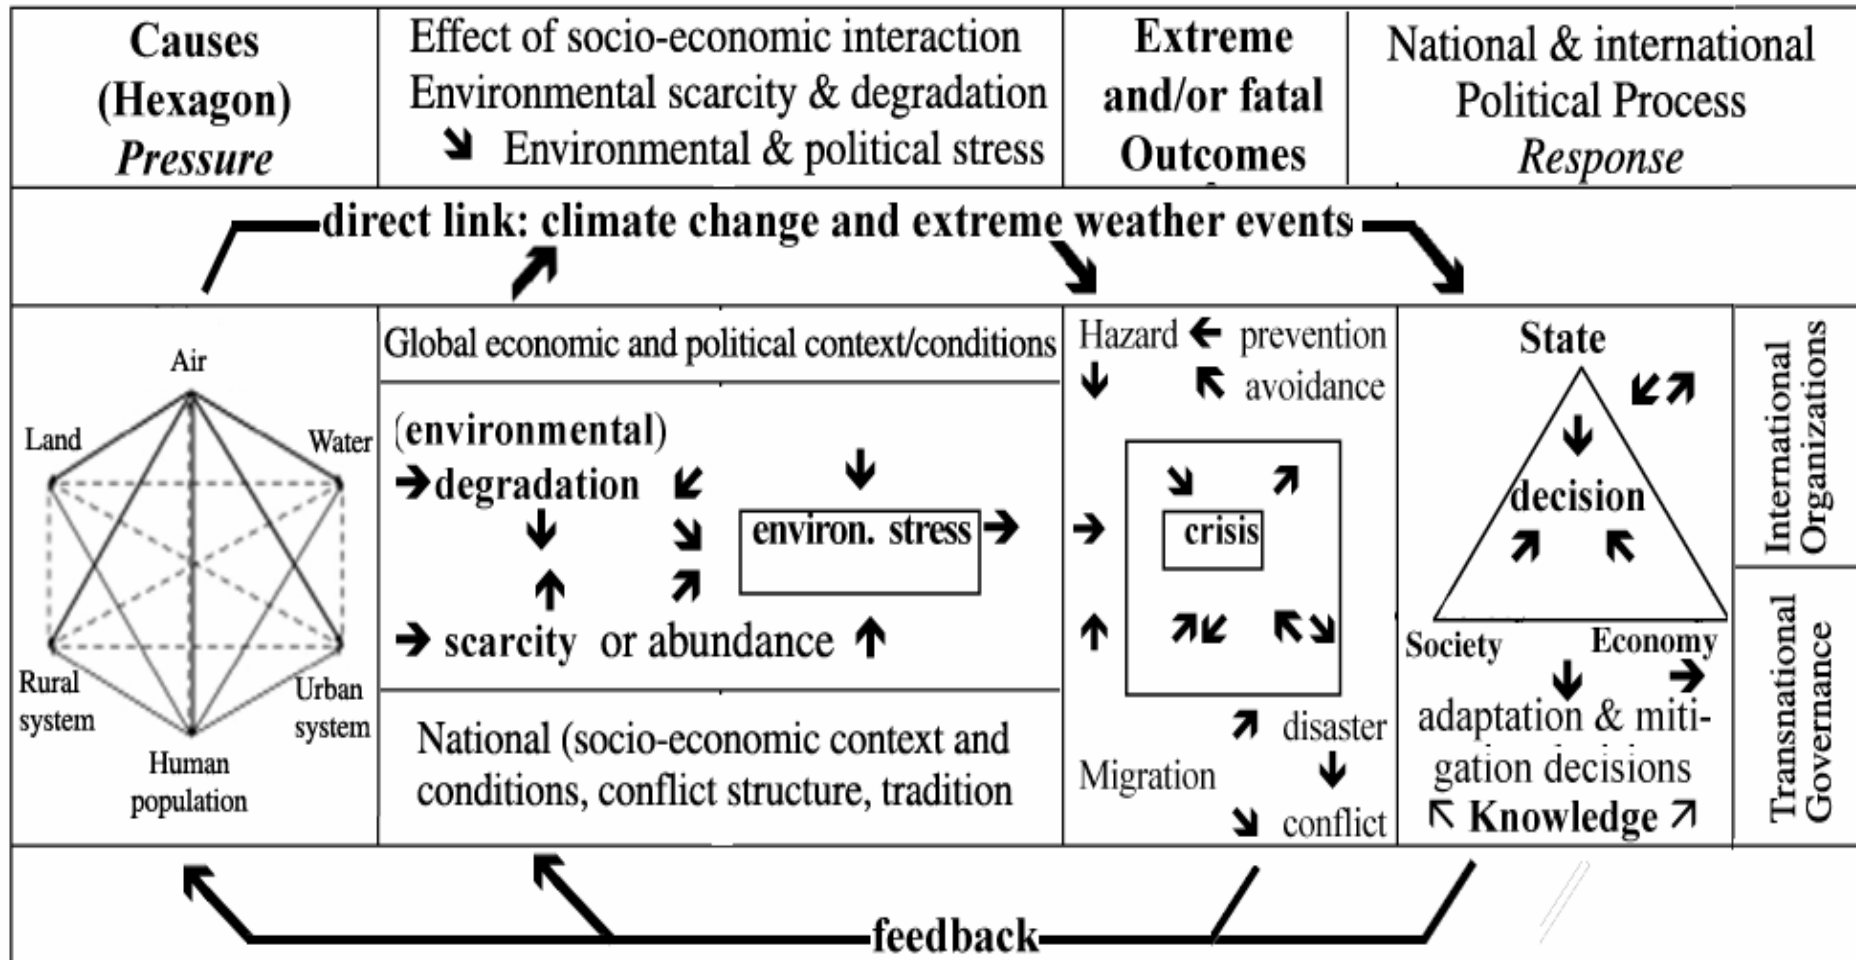 Causes
(Hexagon)
Pressure
Effect of socio-economic interaction
Environmental scarcity & degradation
Environmental & political stress
Extreme
and/or fatal
Outcomes
National & international
Political Process
Response
direct link: climate change and extreme weather events
Air
Land
Water
Rural
system
Urban
system
Human
population
Global economic and political context/conditions
(environmental)
degradation
environ. stress
scarcity or abundance
National (socio-economic context and
conditions, conflict structure, tradition
Hazard prevention
avoidance
crisis
disaster
Migration
conflict
State
decision
Society Economy
adaptation & miti-
gation decisions
Knowledge
International
Organizations
Transnational
Governance
feedback